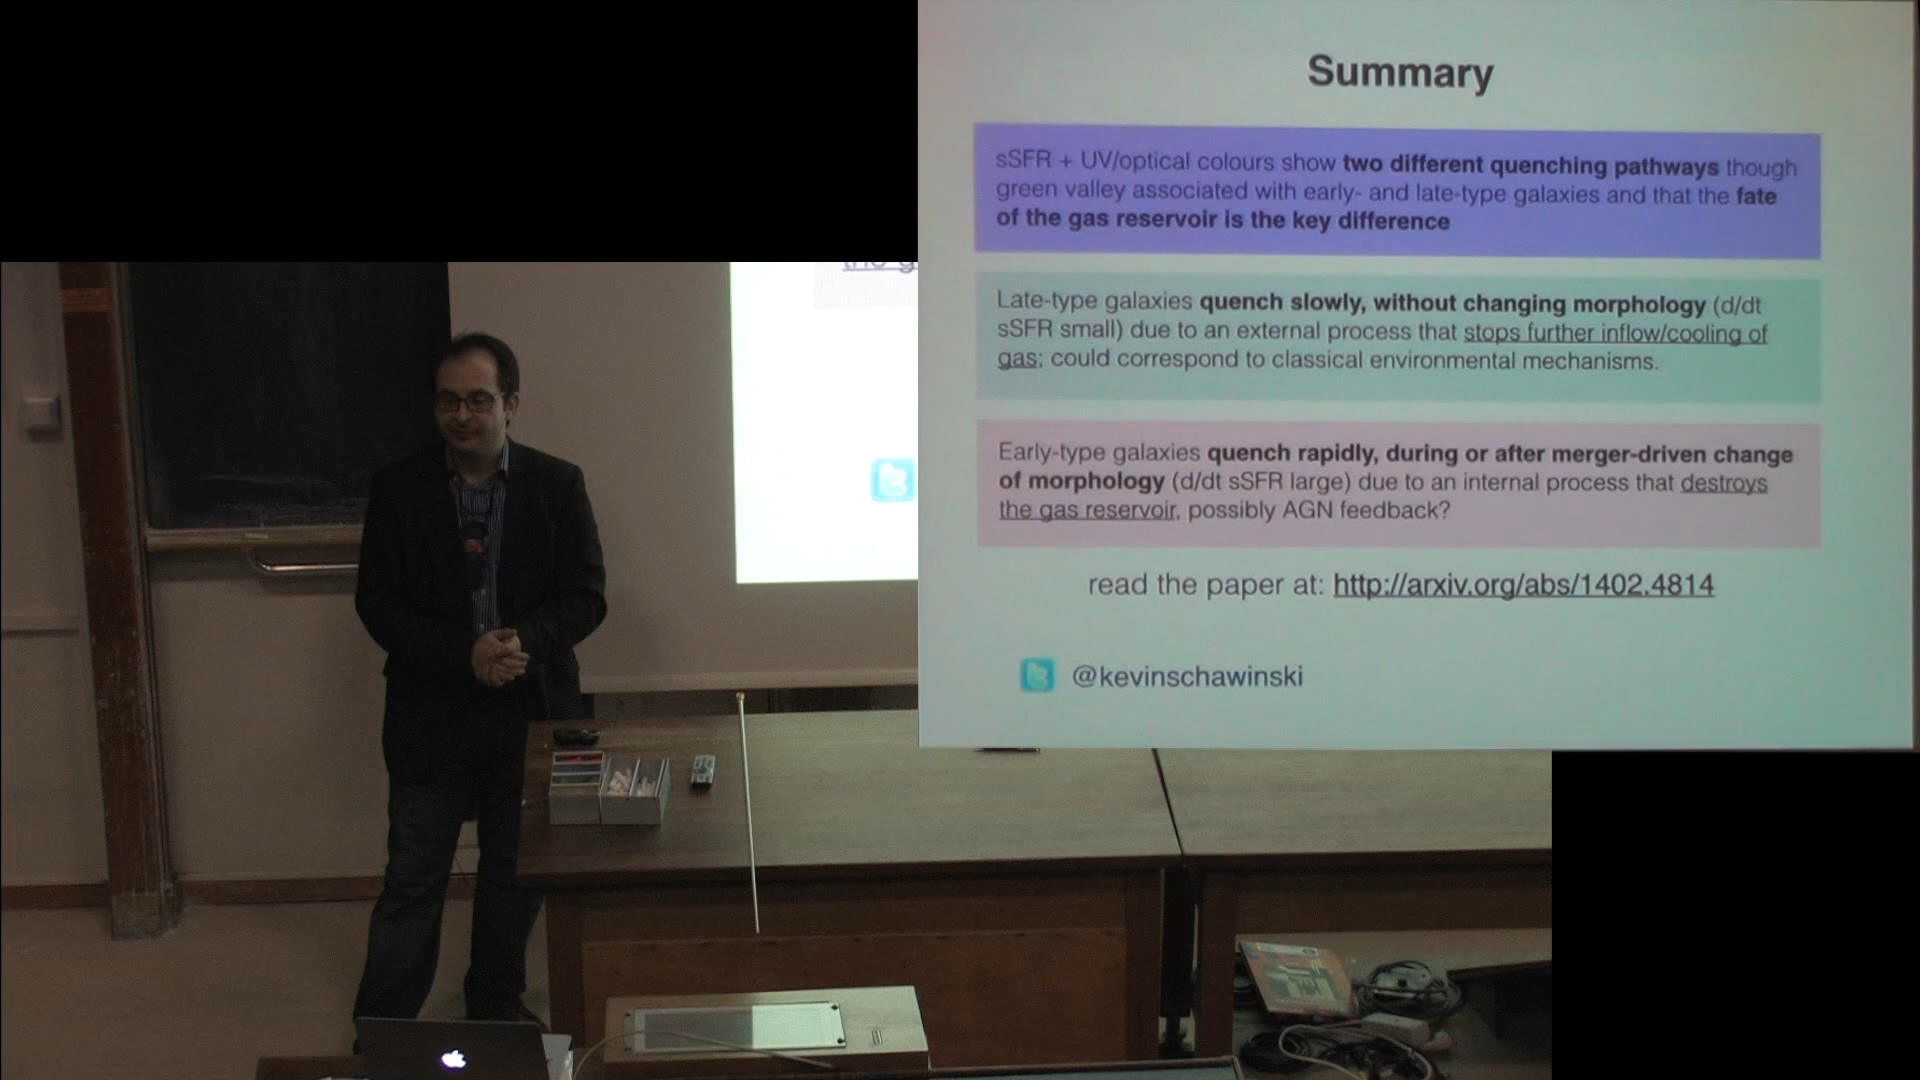 Summary
sSFR + UV/optical colours show two different quenching pathways though
green valley associated with early- and late-type galaxies and that the fate
of the gas reservoir is the key difference
Late-type galaxies quench slowly, without changing morphology (d/dt
sSFR small) due to an external process that stops further inflow/cooling of
gas; could correspond to classical environmental mechanisms.
Early-type galaxies quench rapidly, during or after merger-driven change
of morphology (d/dt sSFR large) due to an internal process that destroys
the gas reservoir, possibly AGN feedback?
read the paper at: http://arxiv.org/abs/1402.4814
@kevinschawinski